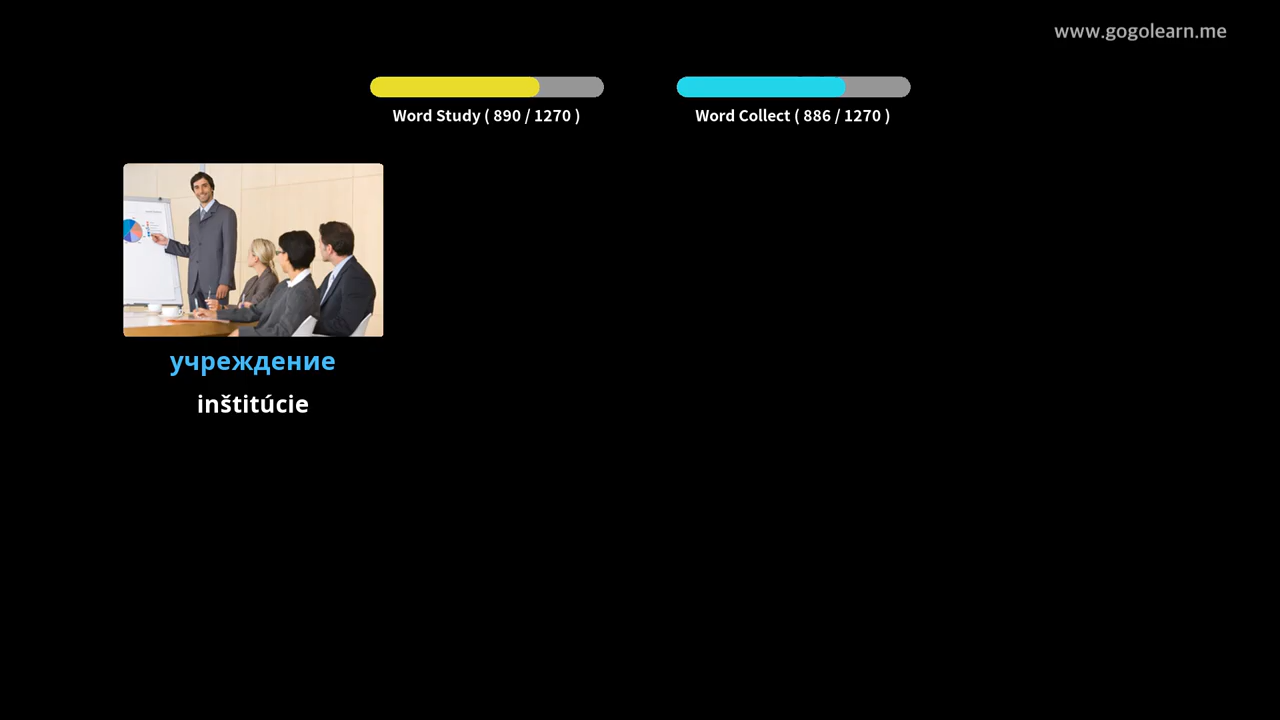 www.gogolearn.me
Word Study ( 890 / 1270 )
Word Collect ( 886 / 1270 )
учреждение
inštitúcie